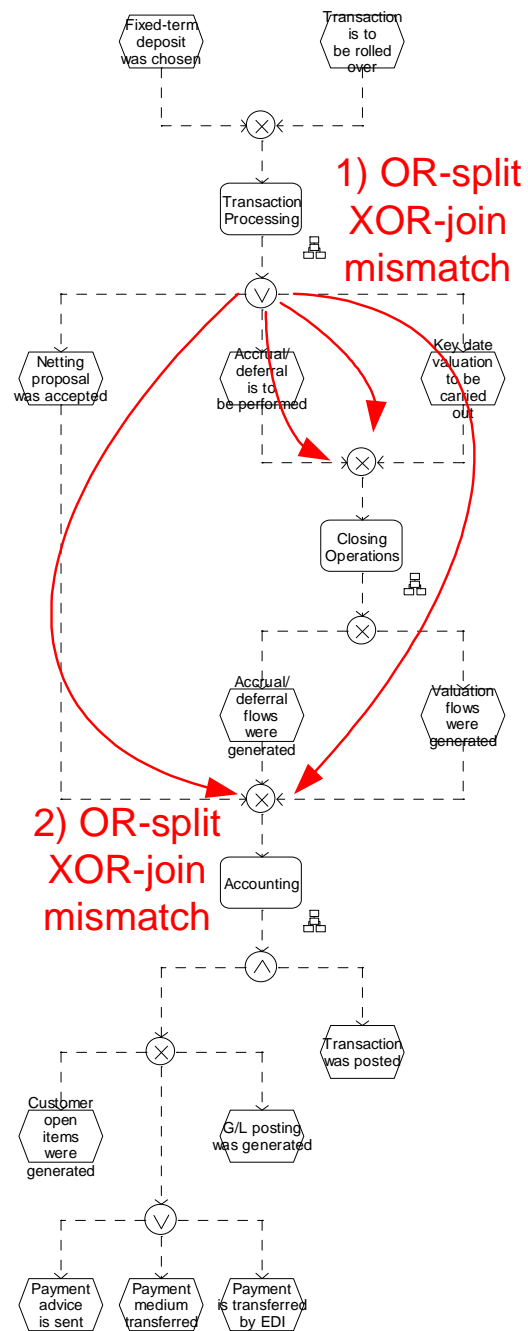 Fixed-term
deposit
was chosen
Transaction
is to
be rolled
over
1) OR-split
XOR-join
mismatch
Transaction
Processing
Netting
proposal
was accepted
Accrual/
deferral
is to
be performed
Key date
valuation
to be
carried
out
Closing
Operations
Accrual/
deferral
flows
were
generated
Valuation
flows
were
generated
2) OR-split
XOR-join
mismatch
Accounting
Transaction
was posted
Customer
open
items
were
generated
G/L posting
was generated
Payment
advice
is sent
Payment
medium
transferred
Payment
is transferred
by EDI